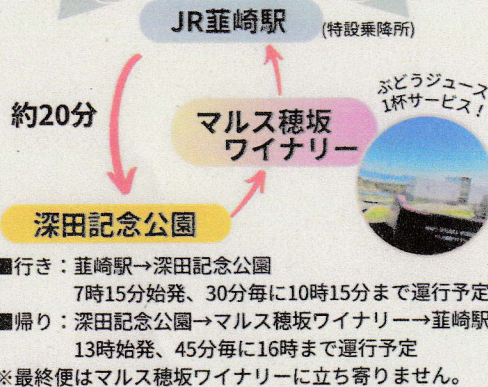 JR韮崎駅
(特設乗降所)
約20分
ぶどうジュース
1杯サービス!
マルス穂坂
ワイナリー
深田記念公園
■行き:韮崎駅→深田記念公園
7時15分始発、30分毎に10時15分まで運行予定
■帰り:深田記念公園→マルス穂坂ワイナリー→韮崎駅
13時始発、45分毎に16時まで運行予定
※最終便はマルス穂坂ワイナリーに立ち寄りません。